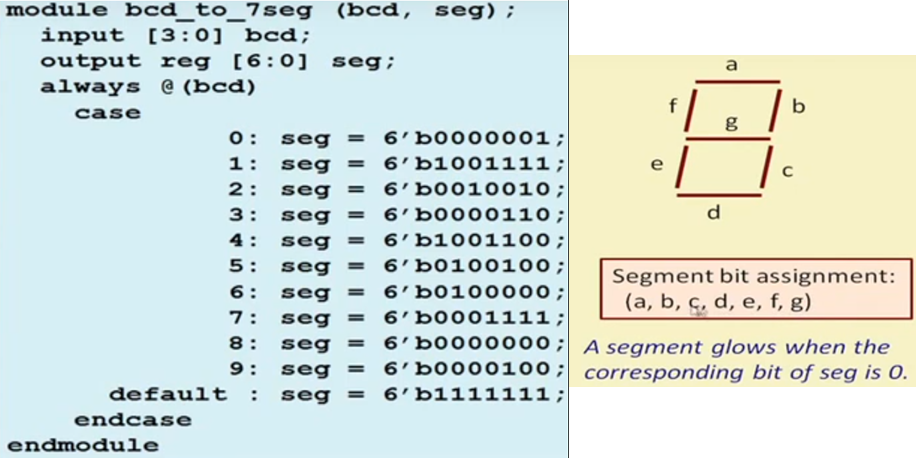 module bcd_to_7seg (bcd, seg);
input [3:0] bcd;
output reg [6:0] seg;
always @(bcd)
case
0: seg = 6'b0000001;
1: seg = 6'b1001111;
2: seg = 6'b0010010;
3: seg = 6'b0000110;
4: seg = 6'b1001100;
5: seg = 6'b0100100;
6: seg = 6'b0100000;
7: seg = 6'b0001111;
8: seg = 6'b0000000;
9: seg = 6'b0000100;
default : seg = 6'b1111111;
endcase
endmodule
a
f
b
g
e
c
d
Segment bit assignment:
(a, b, c, d, e, f, g)
A segment glows when the
corresponding bit of seg is 0.